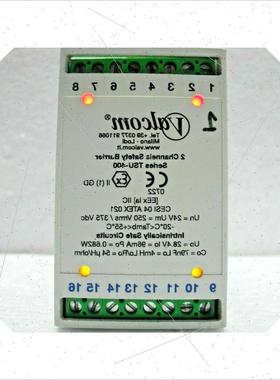 1 2 3 4 5 6 7 8
1
Valcom®
Tel. +39 0377 911066
Milano - Lodi
www.valcom.it
2 Channels Safety Barrier
Series TSU-400
0722 Ex II (1) GD
[EEx ia] IIC
CESI 04 ATEX 021
Un= 24V Um 250 Vrms / 375 Vdc
-20°C<Tamb<+55°C
Intrinsically Safe Circuits
Uo = 28.4V Io 96mA Po 0.682W
Co = 79nF Lo = 4mH Lo/Ro = 54 µH/ohm
9 10 11 12 13 14 15 16